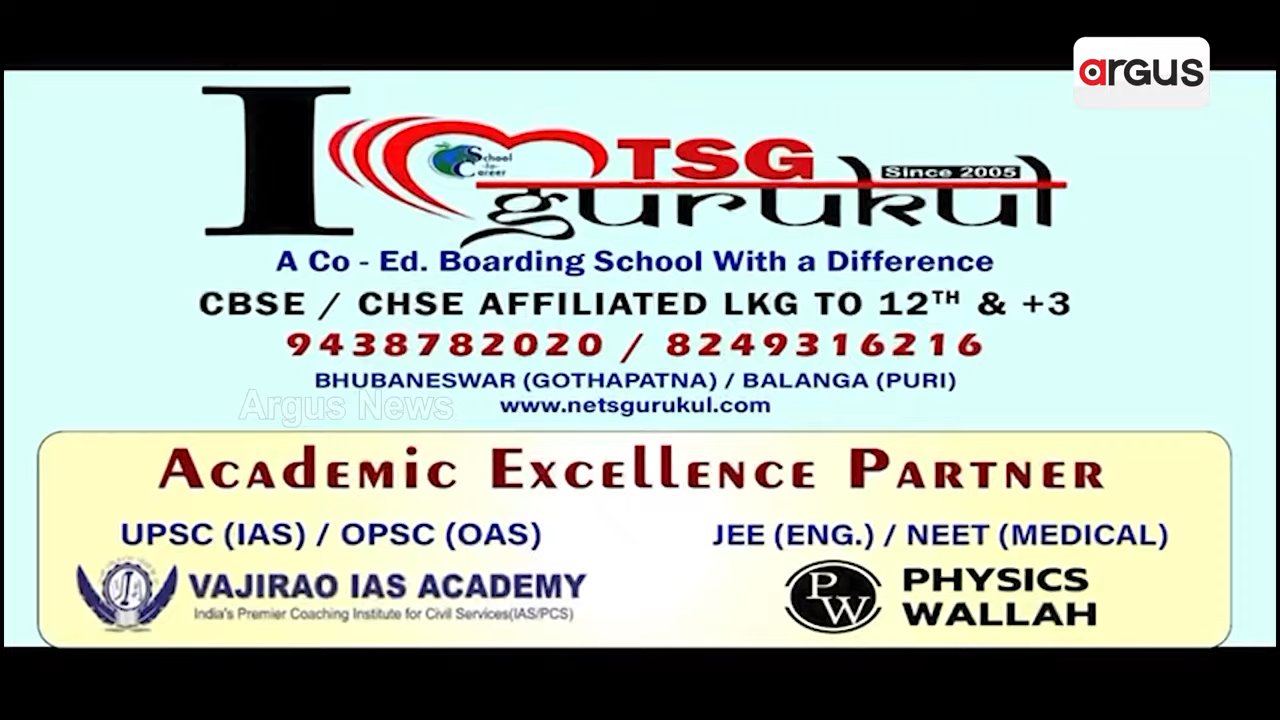 argus
I TSG
School
-to-
Career
Since 2005
gurukul
A Co - Ed. Boarding School With a Difference
CBSE / CHSE AFFILIATED LKG TO 12TH & +3
9438782020 / 8249316216
BHUBANESWAR (GOTHAPATNA) / BALANGA (PURI)
Argus News
www.netsgurukul.com
ACADEMIC EXCELLENCE PARTNER
UPSC (IAS) / OPSC (OAS)
VAJIRAO IAS ACADEMY
India's Premier Coaching Institute for Civil Services(IAS/PCS)
JEE (ENG.) / NEET (MEDICAL)
PW
PHYSICS
WALLAH